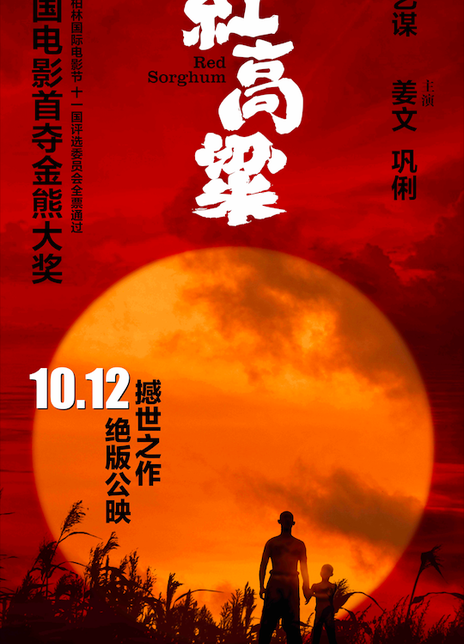 国电影首夺金熊大奖
柏林国际电影节 十一国评选委员会全票通过
紅高粱
Red
Sorghum
艺谋
主演
姜文 巩俐
10.12
撼世之作
绝版公映